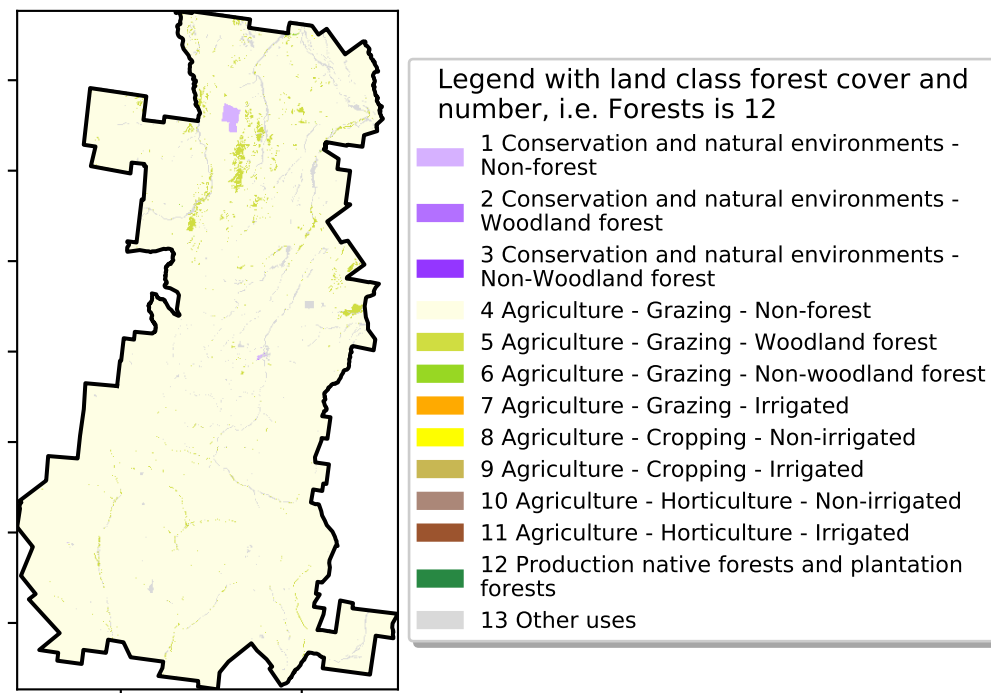 Legend with land class forest cover and
number, i.e. Forests is 12
1 Conservation and natural environments -
Non-forest
2 Conservation and natural environments -
Woodland forest
3 Conservation and natural environments -
Non-Woodland forest
4 Agriculture - Grazing - Non-forest
5 Agriculture - Grazing - Woodland forest
6 Agriculture - Grazing - Non-woodland forest
7 Agriculture - Grazing - Irrigated
8 Agriculture - Cropping - Non-irrigated
9 Agriculture - Cropping - Irrigated
10 Agriculture - Horticulture - Non-irrigated
11 Agriculture - Horticulture - Irrigated
12 Production native forests and plantation
forests
13 Other uses